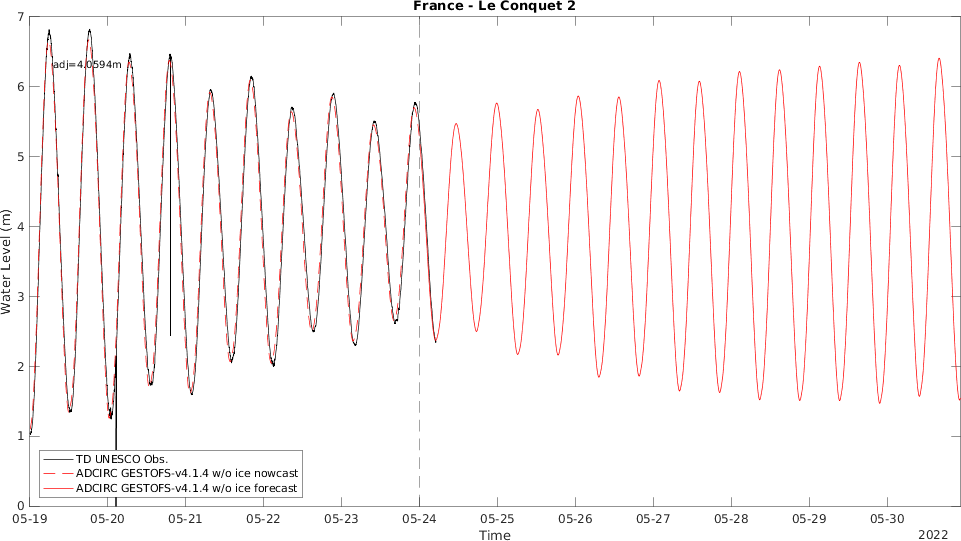 France - Le Conquet 2
7
adj=4.0594m
6
5
4
3
2
1
0
Water Level (m)
TD UNESCO Obs.
ADCIRC GESTOFS-v4.1.4 w/o ice nowcast
ADCIRC GESTOFS-v4.1.4 w/o ice forecast
05-19 05-20 05-21 05-22 05-23 05-24 05-25 05-26 05-27 05-28 05-29 05-30
Time
2022